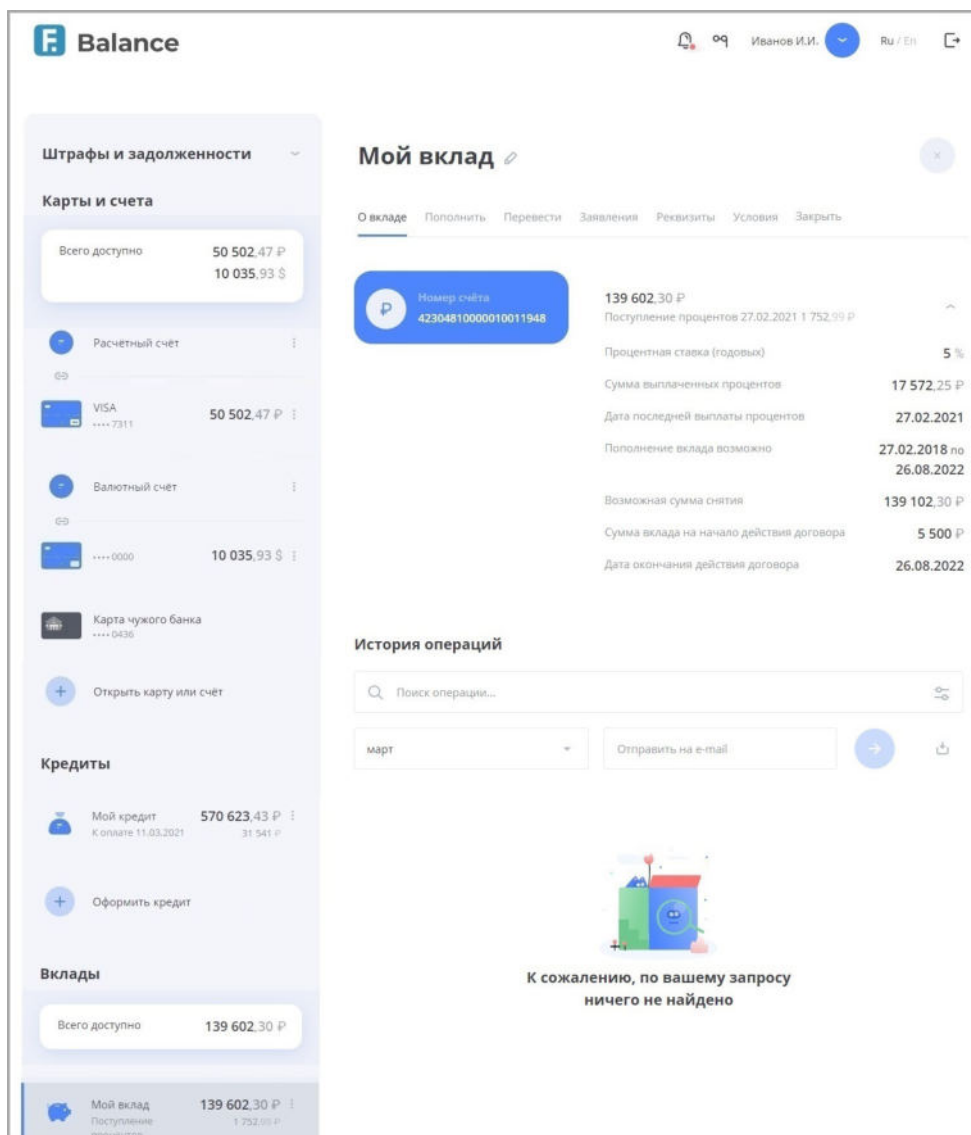 F. Balance
Иванов И.И.
Ru / En
Штрафы и задолженности
Карты и счета
Всего доступно 50 502,47 ₽
10 035,93 $
Расчётный счёт
VISA 50 502,47 ₽
•••• 7311
Валютный счёт
•••• 0000 10 035,93 $
Карта чужого банка
•••• 0436
Открыть карту или счёт
Кредиты
Мой кредит 570 623,43 ₽
К оплате 11.03.2021 31 541 ₽
Оформить кредит
Вклады
Всего доступно 139 602,30 ₽
Мой вклад 139 602,30 ₽
Поступление 1 752,99 ₽
процентов
Мой вклад
О вкладе Пополнить Перевести Заявления Реквизиты Условия Закрыть
Номер счёта
42304810000010011948
139 602,30 ₽
Поступление процентов 27.02.2021 1 752,99 ₽
Процентная ставка (годовых) 5 %
Сумма выплаченных процентов 17 572,25 ₽
Дата последней выплаты процентов 27.02.2021
Пополнение вклада возможно 27.02.2018 по
26.08.2022
Возможная сумма снятия 139 102,30 ₽
Сумма вклада на начало действия договора 5 500 ₽
Дата окончания действия договора 26.08.2022
История операций
Поиск операции...
март
Отправить на e-mail
К сожалению, по вашему запросу
ничего не найдено